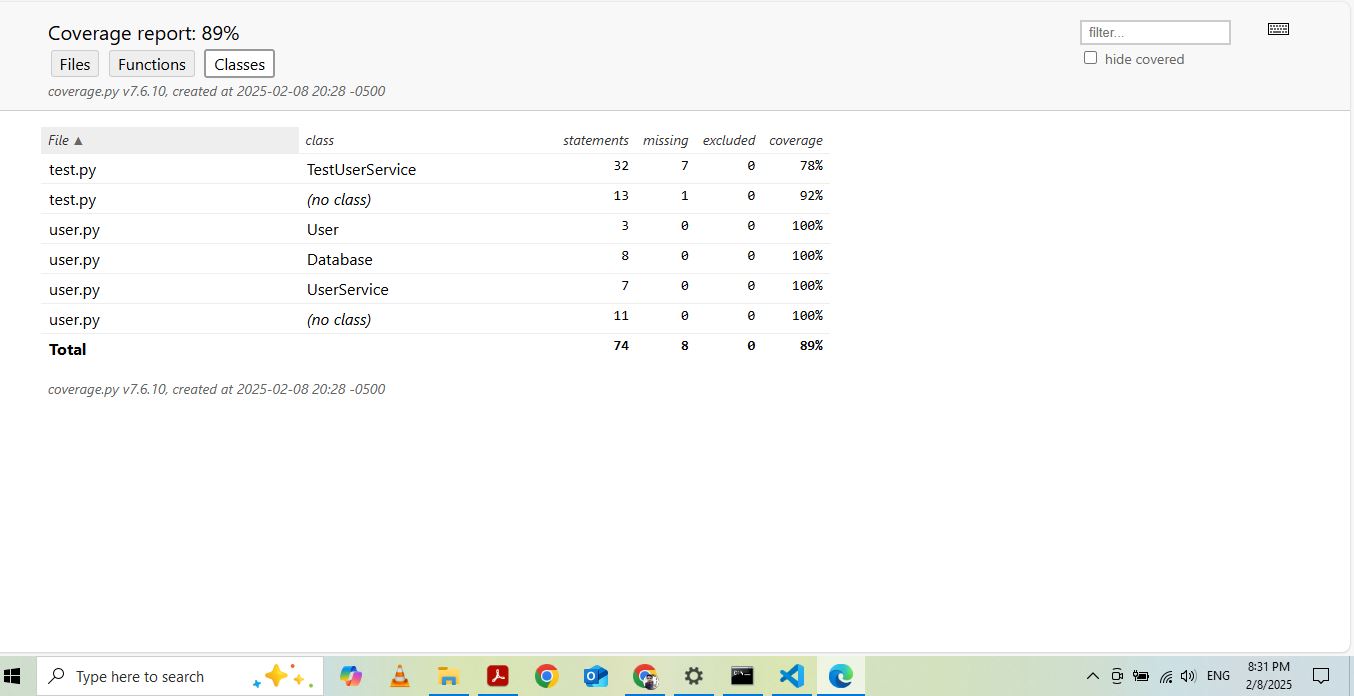 Coverage report: 89%
filter...
hide covered
Files Functions Classes
coverage.py v7.6.10, created at 2025-02-08 20:28 -0500
File ▲ class statements missing excluded coverage
test.py TestUserService 32 7 0 78%
test.py (no class) 13 1 0 92%
user.py User 3 0 0 100%
user.py Database 8 0 0 100%
user.py UserService 7 0 0 100%
user.py (no class) 11 0 0 100%
Total 74 8 0 89%
coverage.py v7.6.10, created at 2025-02-08 20:28 -0500
Type here to search
ENG
8:31 PM
2/8/2025